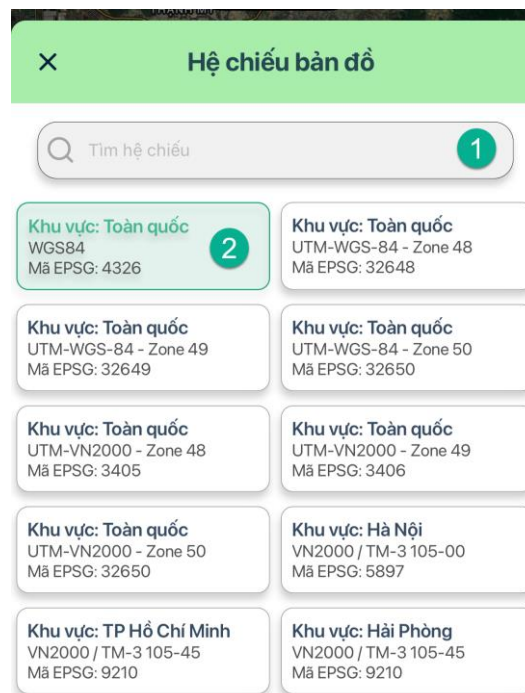 THẠNH MỸ
Hệ chiếu bản đồ
Tìm hệ chiếu
1
Khu vực: Toàn quốc
WGS84
Mã EPSG: 4326
2
Khu vực: Toàn quốc
UTM-WGS-84 - Zone 48
Mã EPSG: 32648
Khu vực: Toàn quốc
UTM-WGS-84 - Zone 49
Mã EPSG: 32649
Khu vực: Toàn quốc
UTM-WGS-84 - Zone 50
Mã EPSG: 32650
Khu vực: Toàn quốc
UTM-VN2000 - Zone 48
Mã EPSG: 3405
Khu vực: Toàn quốc
UTM-VN2000 - Zone 49
Mã EPSG: 3406
Khu vực: Toàn quốc
UTM-VN2000 - Zone 50
Mã EPSG: 32650
Khu vực: Hà Nội
VN2000 / TM-3 105-00
Mã EPSG: 5897
Khu vực: TP Hồ Chí Minh
VN2000 / TM-3 105-45
Mã EPSG: 9210
Khu vực: Hải Phòng
VN2000 / TM-3 105-45
Mã EPSG: 9210